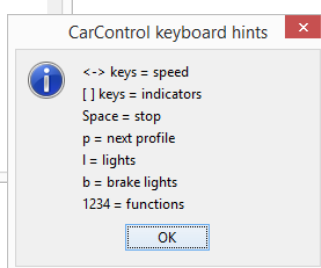 CarControl keyboard hints
<-> keys = speed
[ ] keys = indicators
Space = stop
p = next profile
l = lights
b = brake lights
1234 = functions
OK